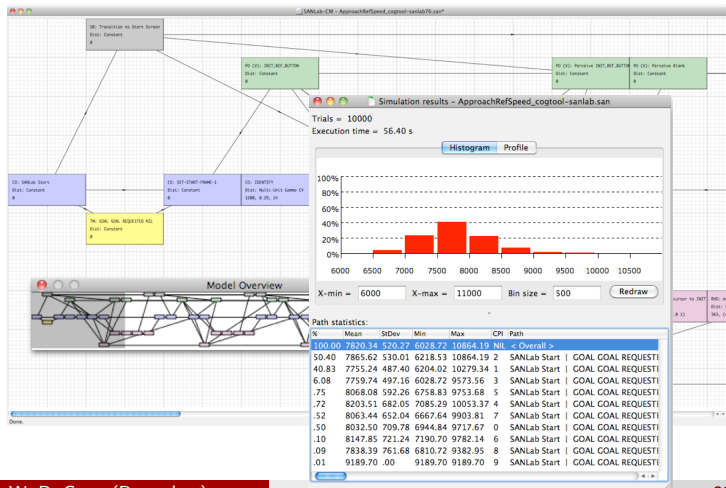 SANLab-CM - ApproachRefSpeed_cogtool-sanlab76.san*
SB: Transition to Start Screen
Dist: Constant
0
PO (V): INIT_REF_BUTTON
Dist: Constant
0
PO (V): Perceive INIT_REF_BUTTON
Dist: Constant
0
PO (V): Perceive Blank
Dist: Constant
0
CO: SANLab Start
Dist: Constant
0
CO: SET-START-FRAME-1
Dist: Constant
0
CO: IDENTIFY
Dist: Multi-Unit Gamma CV
TM: GOAL GOAL REQUESTED NIL
Dist: Constant
0
Model Overview
Done.
Simulation results - ApproachRefSpeed_cogtool-sanlab.san
Trials = 10000
Execution time = 56.40 s
Histogram Profile
100%
80%
60%
40%
20%
0%
6000 6500 7000 7500 8000 8500 9000 9500 10000 10500
X-min = 6000 X-max = 11000 Bin size = 500 Redraw
Path statistics:
% Mean StDev Min Max CPI Path
100.00 7820.34 520.27 6028.72 10864.19 NIL < Overall >
50.40 7865.62 530.01 6218.53 10864.19 2 SANLab Start | GOAL GOAL REQUESTI
40.83 7755.24 487.40 6204.02 10279.34 1 SANLab Start | GOAL GOAL REQUESTI
6.08 7759.74 497.16 6028.72 9573.56 3 SANLab Start | GOAL GOAL REQUESTI
.75 8068.08 592.26 6758.83 9753.68 5 SANLab Start | GOAL GOAL REQUESTI
.72 8203.51 682.05 7085.29 10053.37 4 SANLab Start | GOAL GOAL REQUESTI
.52 8063.44 652.04 6667.64 9903.81 7 SANLab Start | GOAL GOAL REQUESTI
.50 8032.50 709.78 6944.84 9717.67 0 SANLab Start | GOAL GOAL REQUESTI
.10 8147.85 721.24 7190.70 9782.14 6 SANLab Start | GOAL GOAL REQUESTI
.09 7838.39 761.68 6810.72 9382.95 8 SANLab Start | GOAL GOAL REQUESTI
.01 9189.70 .00 9189.70 9189.70 9 SANLab Start | GOAL GOAL REQUESTI